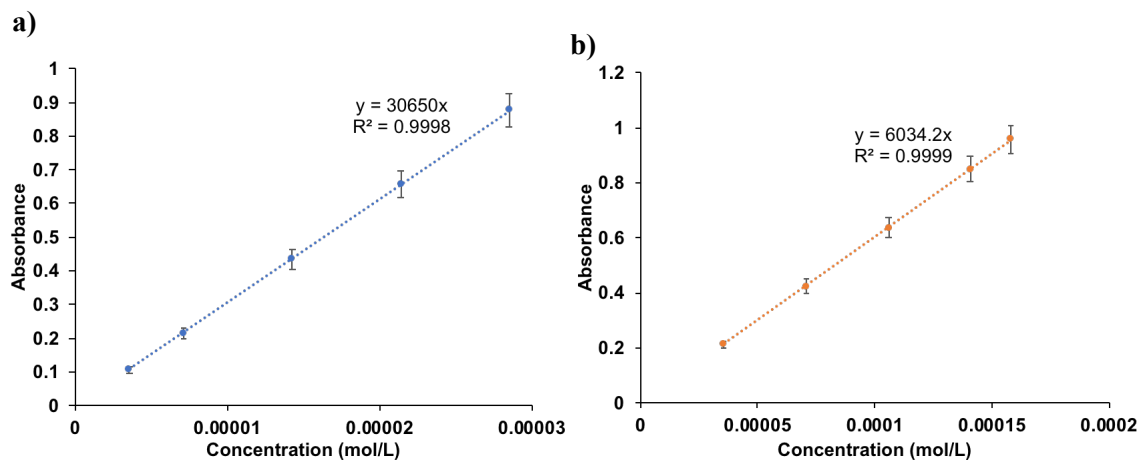 a)
1
0.9
0.8
0.7
0.6
0.5
0.4
0.3
0.2
0.1
0
Absorbance
y = 30650x
R² = 0.9998
0 0.00001 0.00002 0.00003
Concentration (mol/L)
b)
1.2
1
0.8
0.6
0.4
0.2
0
Absorbance
y = 6034.2x
R² = 0.9999
0 0.00005 0.0001 0.00015 0.0002
Concentration (mol/L)